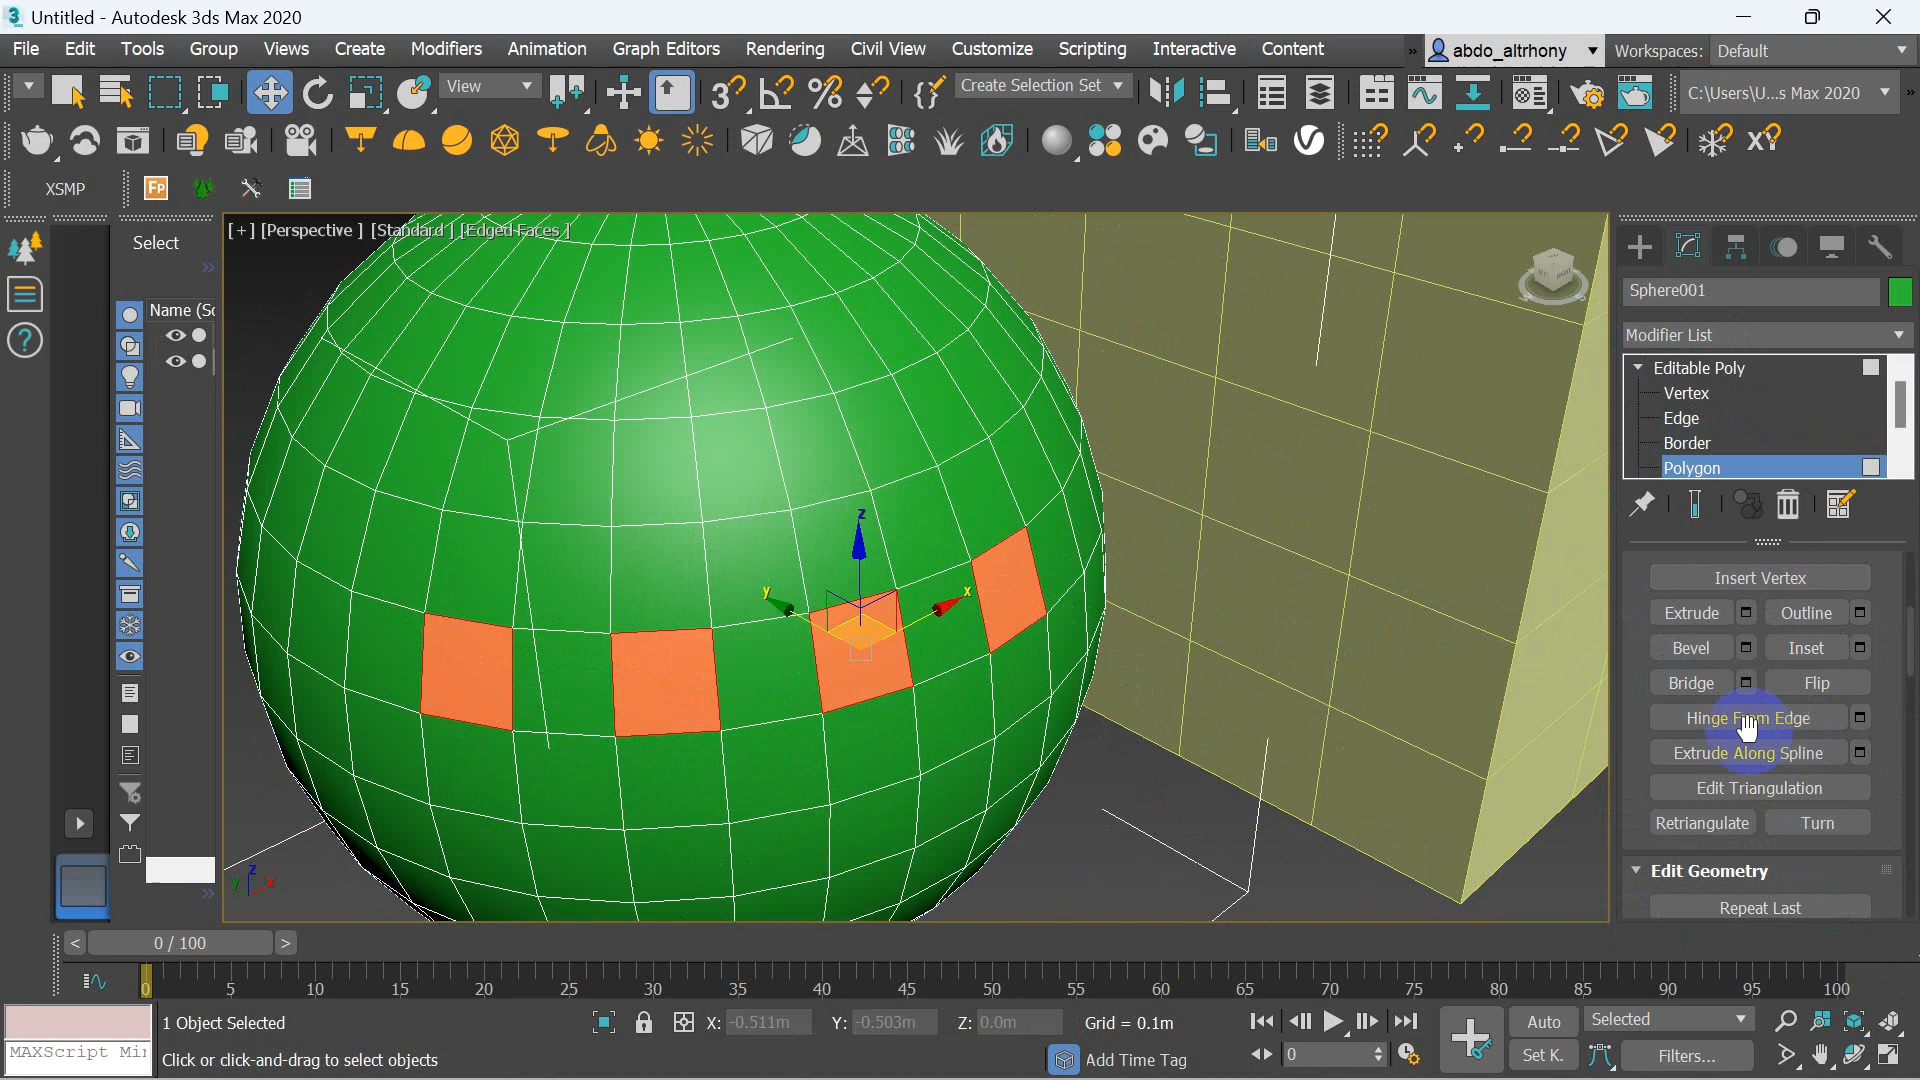 Untitled - Autodesk 3ds Max 2020
File Edit Tools Group Views Create Modifiers Animation Graph Editors Rendering Civil View Customize Scripting Interactive Content
abdo_altrhony
Workspaces: Default
View
Create Selection Set
C:\Users\U...s Max 2020
XSMP
Fp
Select
[+] [Perspective ] [Standard ] [Edged Faces ]
Sphere001
Name (Sc
Modifier List
Editable Poly
Vertex
Edge
Border
Polygon
z
y
x
Insert Vertex
Extrude Outline
Bevel Inset
Bridge Flip
Hinge From Edge
Extrude Along Spline
Edit Triangulation
Retriangulate Turn
z
y x
Edit Geometry
Repeat Last
< 0 / 100 >
0 5 10 15 20 25 30 35 40 45 50 55 60 65 70 75 80 85 90 95 100
1 Object Selected
X: -0.511m Y: -0.503m Z: 0.0m Grid = 0.1m
Auto Selected
MAXScript Mi
Click or click-and-drag to select objects
Add Time Tag
0
Set K. Filters...